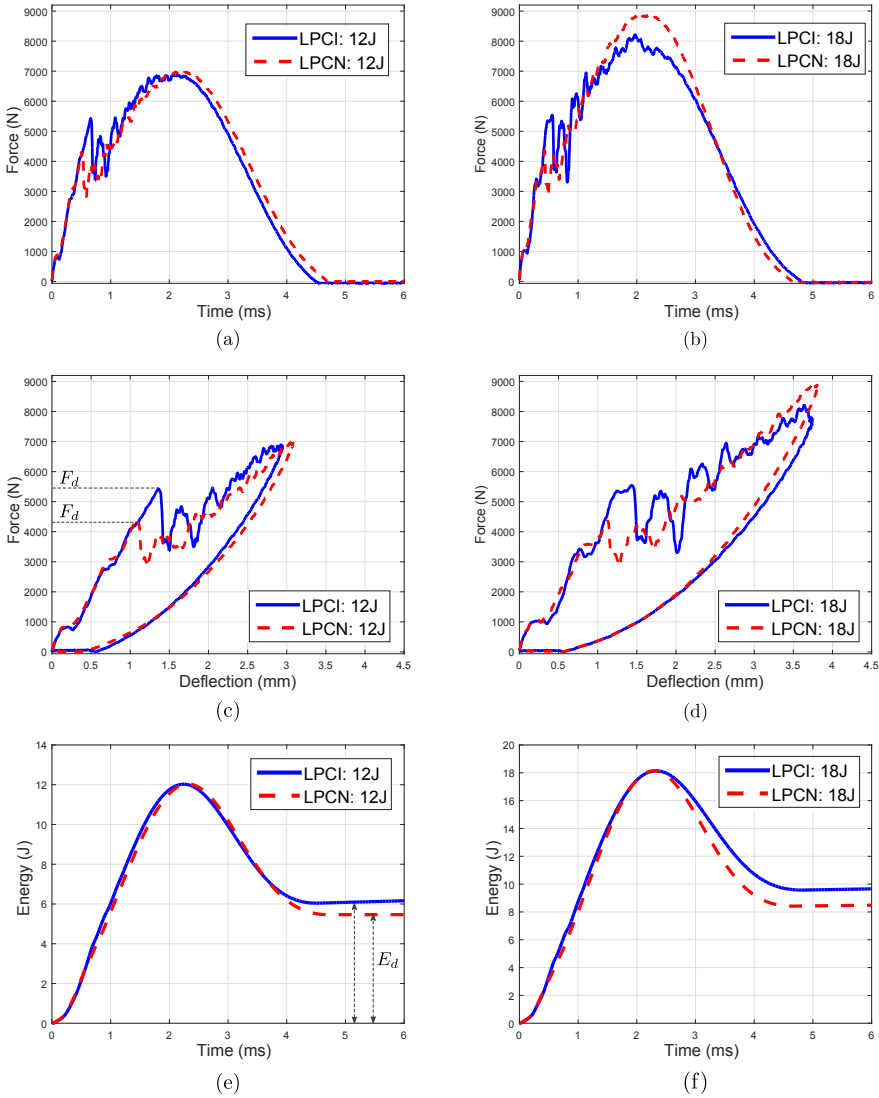 9000
8000
7000
6000
5000
4000
3000
2000
1000
0
Force (N)
LPCI: 12J
LPCN: 12J
0 1 2 3 4 5 6
Time (ms)
(a)
9000
8000
7000
6000
5000
4000
3000
2000
1000
0
Force (N)
LPCI: 18J
LPCN: 18J
0 1 2 3 4 5 6
Time (ms)
(b)
9000
8000
7000
6000
5000
4000
3000
2000
1000
0
Force (N)
F_d
F_d
LPCI: 12J
LPCN: 12J
0 0.5 1 1.5 2 2.5 3 3.5 4 4.5
Deflection (mm)
(c)
9000
8000
7000
6000
5000
4000
3000
2000
1000
0
Force (N)
LPCI: 18J
LPCN: 18J
0 0.5 1 1.5 2 2.5 3 3.5 4 4.5
Deflection (mm)
(d)
14
12
10
8
6
4
2
0
Energy (J)
LPCI: 12J
LPCN: 12J
E_d
0 1 2 3 4 5 6
Time (ms)
(e)
20
18
16
14
12
10
8
6
4
2
0
Energy (J)
LPCI: 18J
LPCN: 18J
0 1 2 3 4 5 6
Time (ms)
(f)